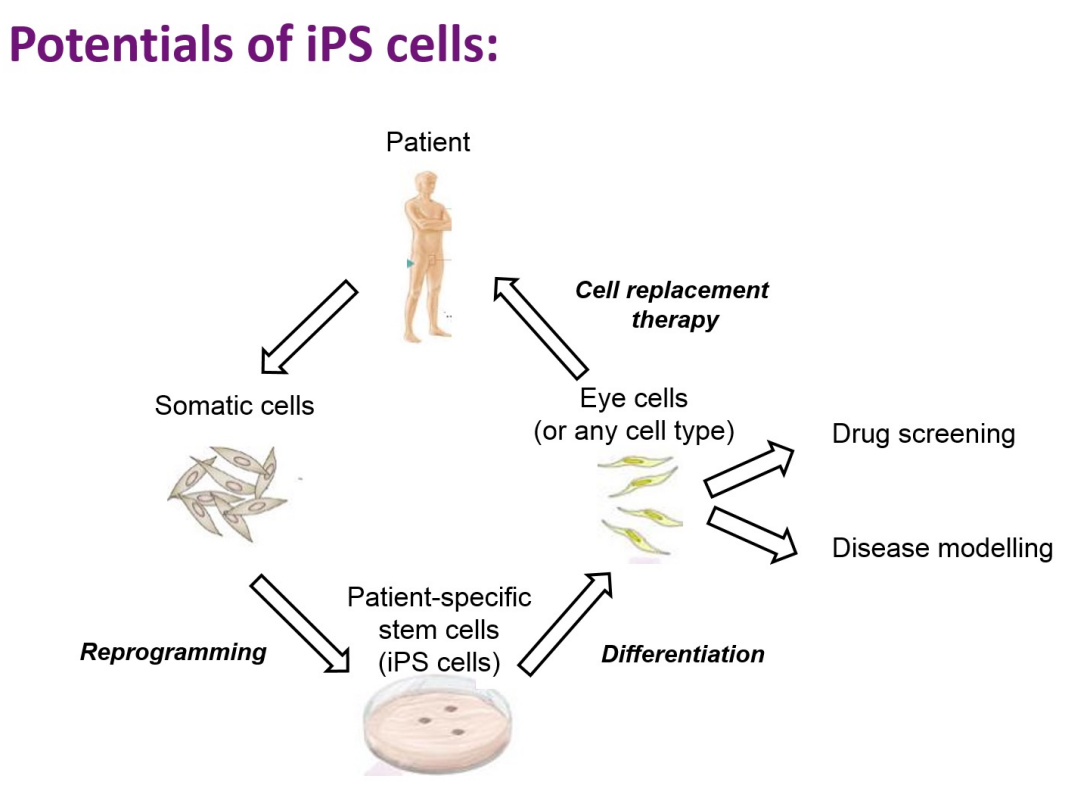 Potentials of iPS cells:
Patient
Cell replacement
therapy
Somatic cells
Eye cells
(or any cell type)
Drug screening
Disease modelling
Patient-specific
stem cells
(iPS cells)
Reprogramming
Differentiation